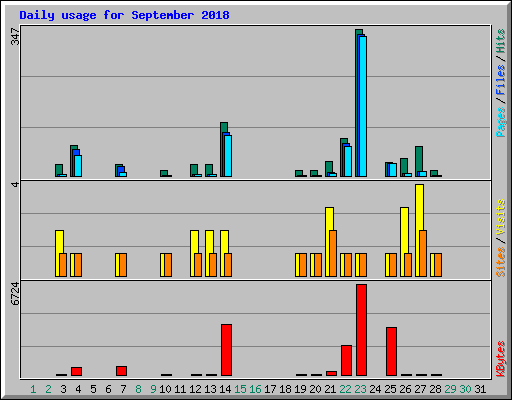 Daily usage for September 2018
347
Pages / Files / Hits
4
Sites / Visits
6724
KBytes
1 2 3 4 5 6 7 8 9 10 11 12 13 14 15 16 17 18 19 20 21 22 23 24 25 26 27 28 29 30 31